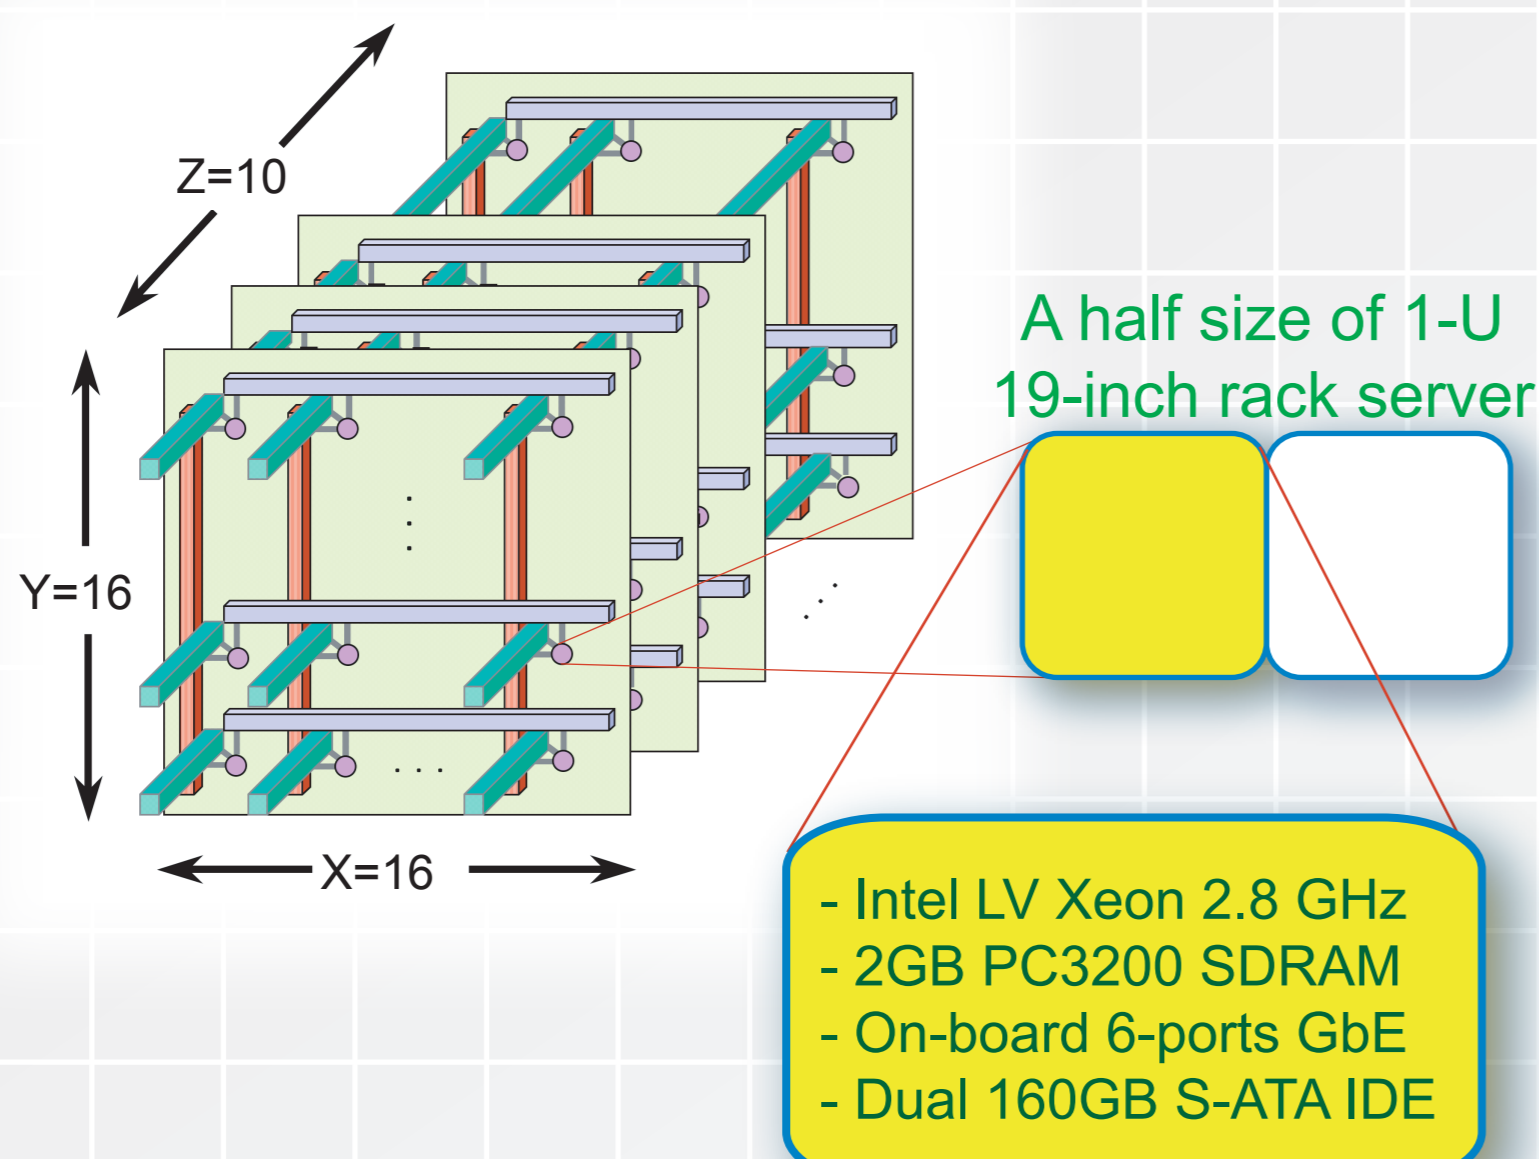 Z=10
Y=16
X=16
A half size of 1-U
19-inch rack server
- Intel LV Xeon 2.8 GHz
- 2GB PC3200 SDRAM
- On-board 6-ports GbE
- Dual 160GB S-ATA IDE